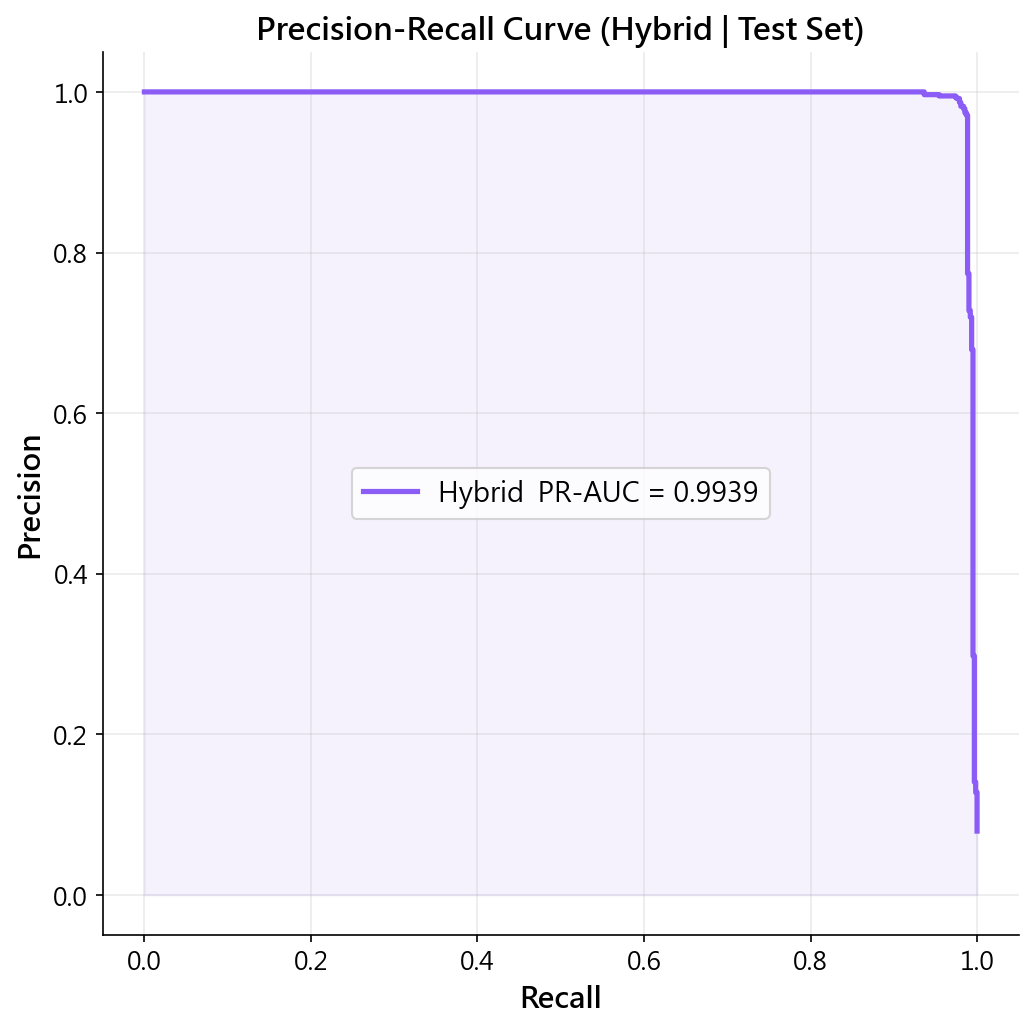 Precision-Recall Curve (Hybrid | Test Set)
1.0
0.8
0.6
0.4
0.2
0.0
Precision
Hybrid  PR-AUC = 0.9939
0.0 0.2 0.4 0.6 0.8 1.0
Recall